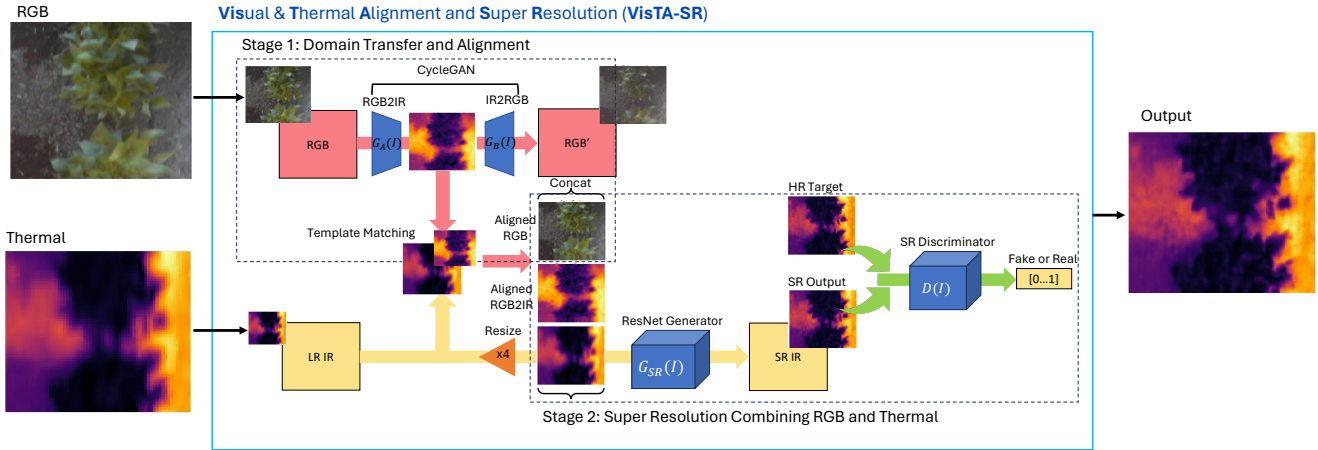 RGB
Visual & Thermal Alignment and Super Resolution (VisTA-SR)
Stage 1: Domain Transfer and Alignment
CycleGAN
RGB2IR
IR2RGB
RGB
G_A(I)
G_B(I)
RGB'
Output
Concat
HR Target
Thermal
Template Matching
Aligned
RGB
SR Discriminator
Fake or Real
D(I)
[0...1]
Aligned
RGB2IR
SR Output
Resize
ResNet Generator
LR IR
x4
G_SR(I)
SR IR
Stage 2: Super Resolution Combining RGB and Thermal